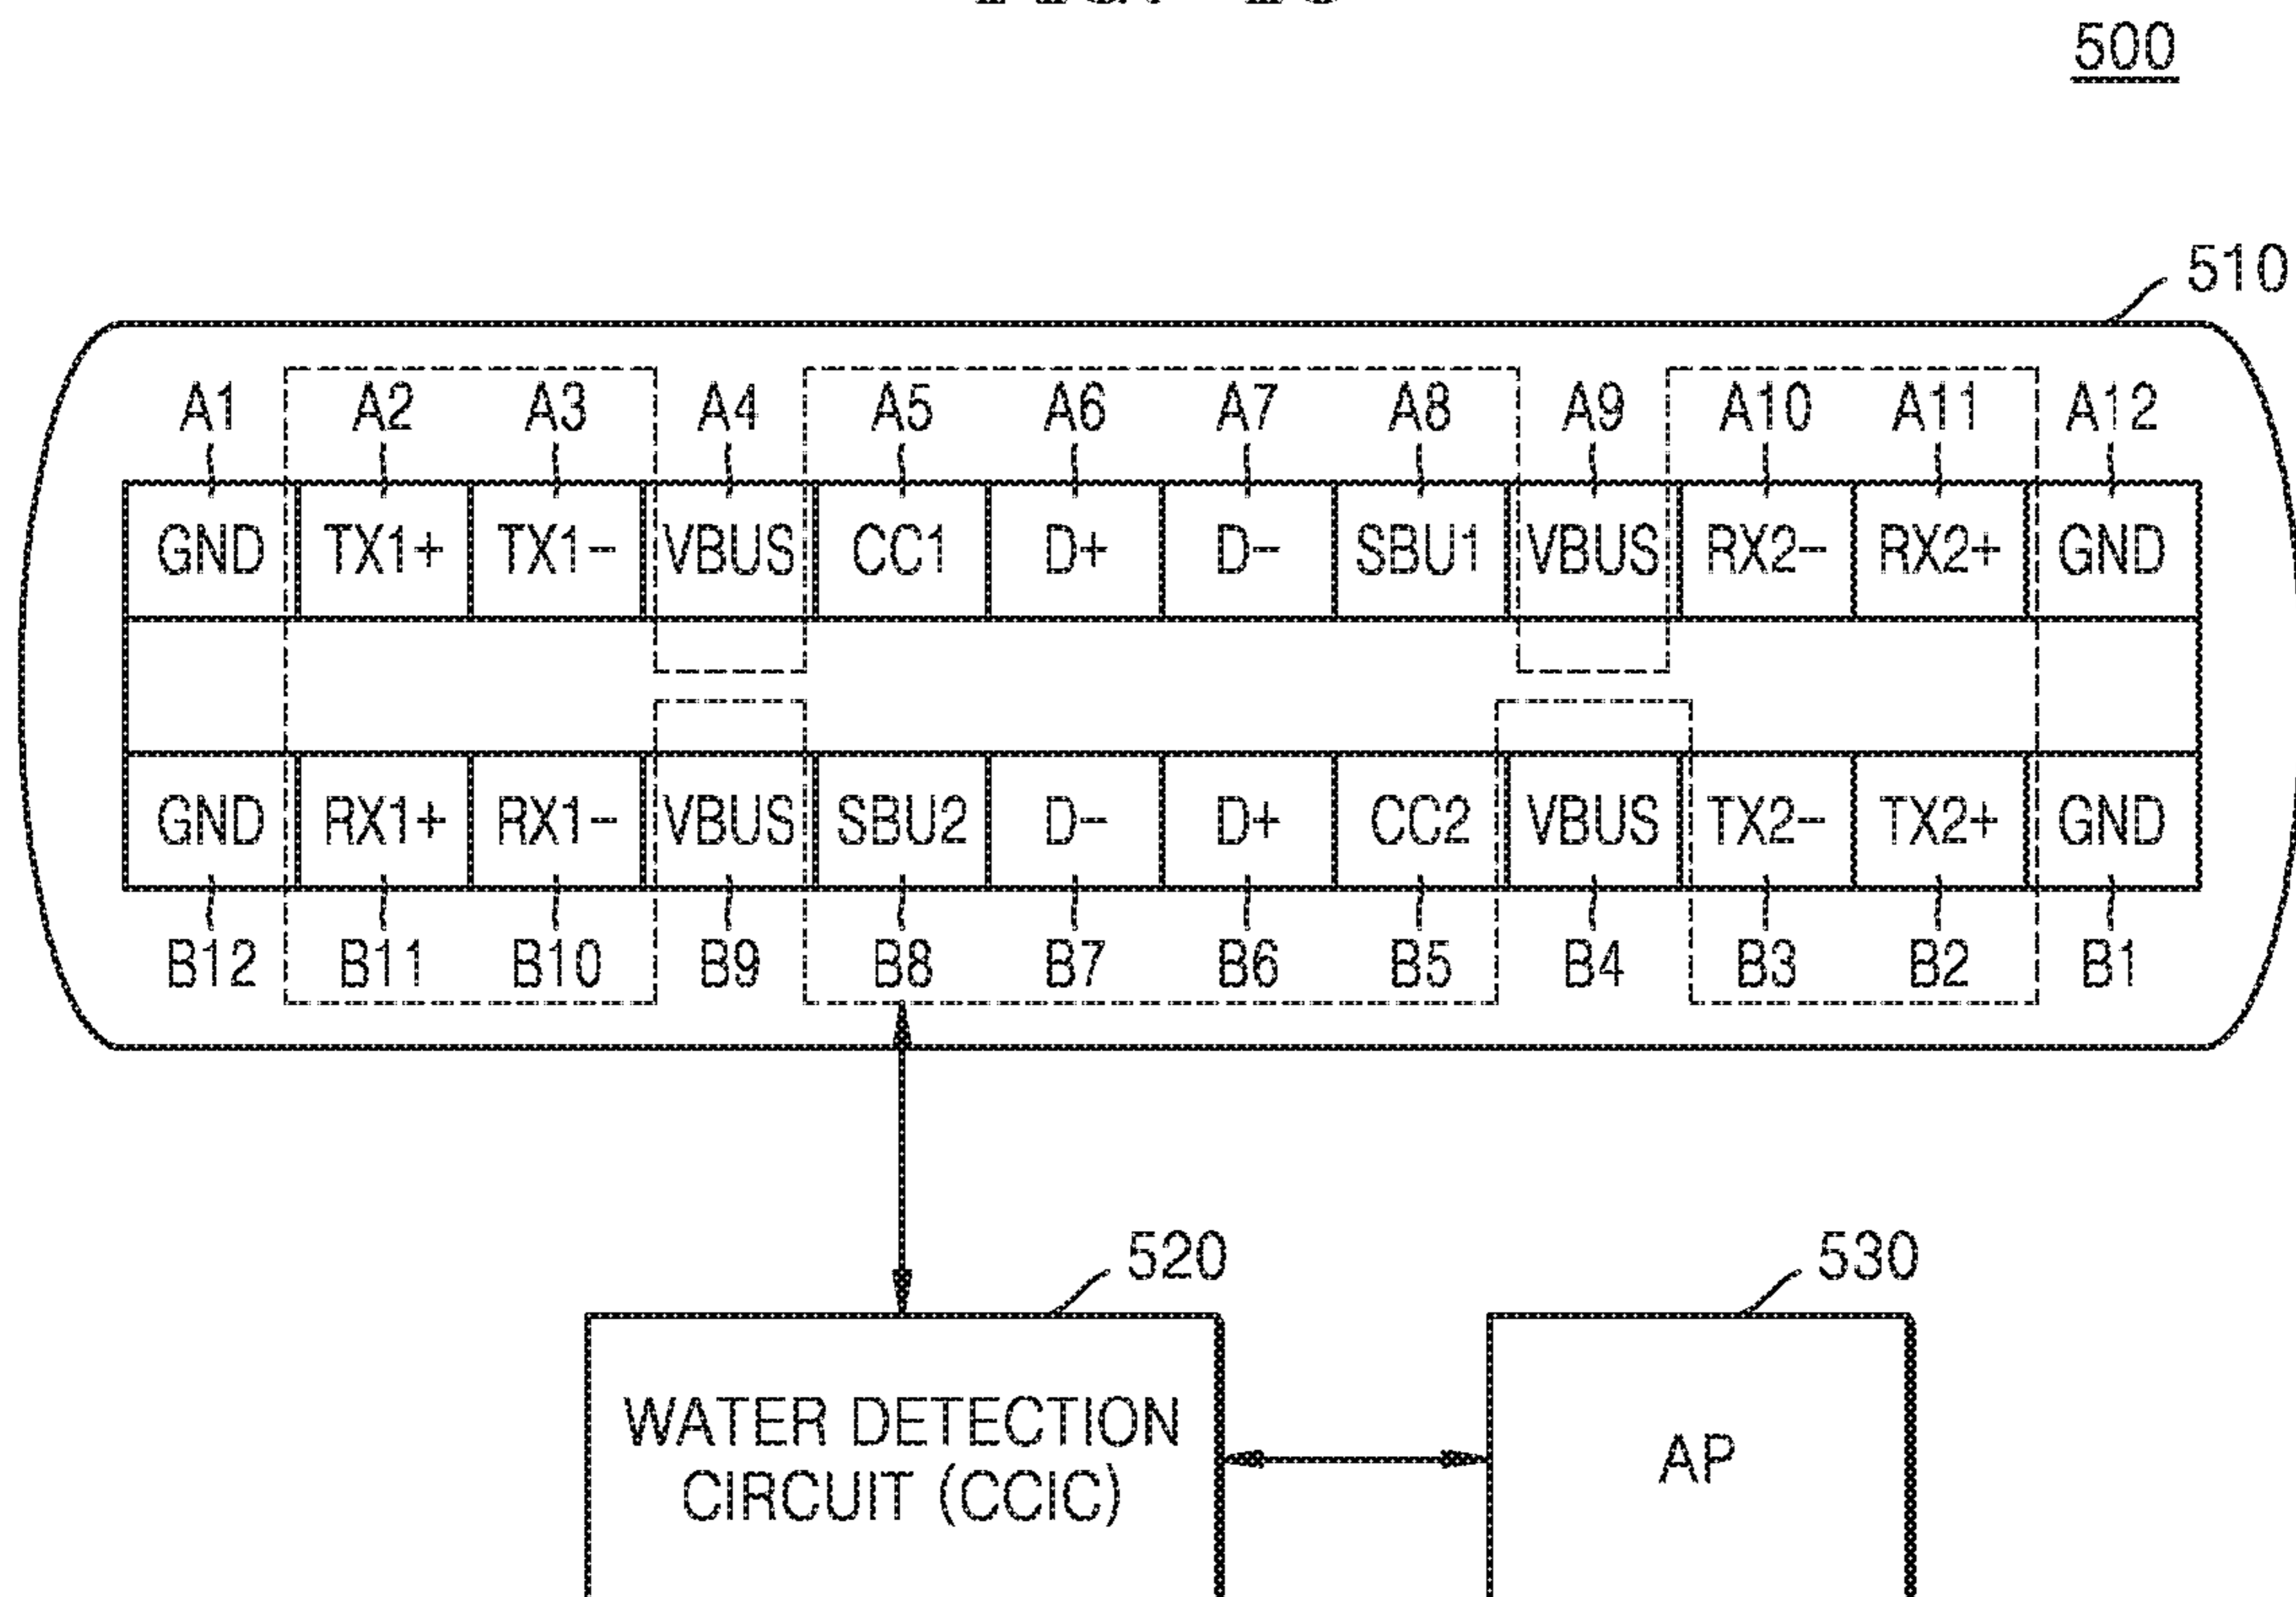 500
510
A1 A2 A3 A4 A5 A6 A7 A8 A9 A10 A11 A12
GND TX1+ TX1- VBUS CC1 D+ D- SBU1 VBUS RX2- RX2+ GND
GND RX1+ RX1- VBUS SBU2 D- D+ CC2 VBUS TX2- TX2+ GND
B12 B11 B10 B9 B8 B7 B6 B5 B4 B3 B2 B1
520 530
WATER DETECTION
CIRCUIT (CCIC)
AP